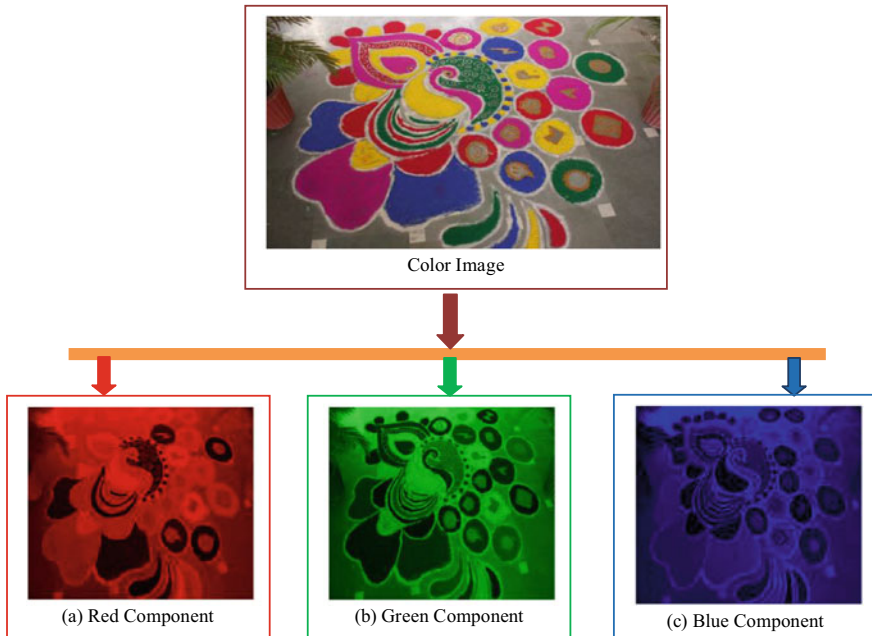 Color Image
(a) Red Component
(b) Green Component
(c) Blue Component